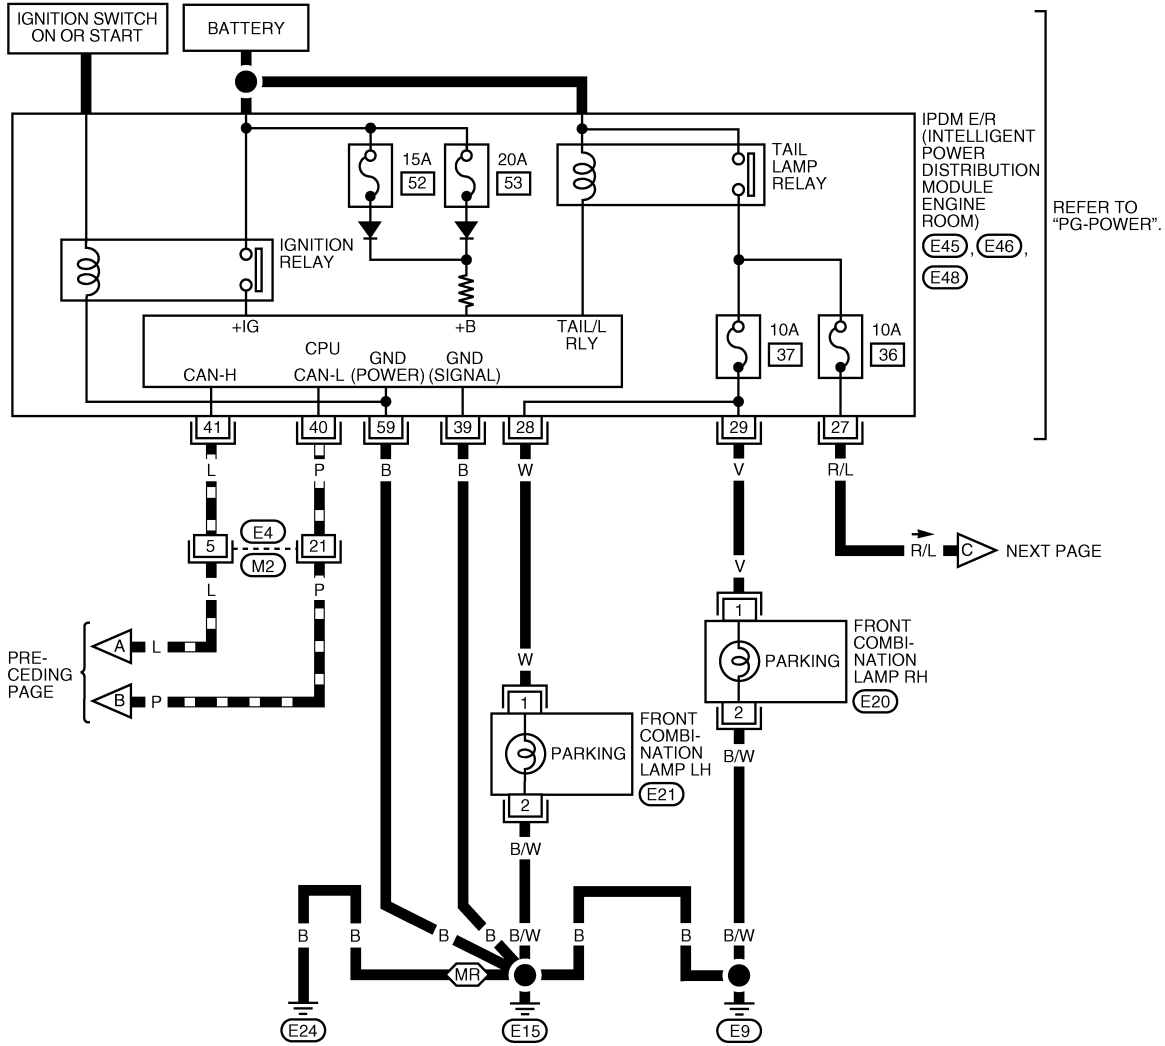 IGNITION SWITCH
ON OR START
BATTERY
IPDM E/R
(INTELLIGENT
POWER
DISTRIBUTION
MODULE
ENGINE
ROOM)
E45 , E46 ,
E48
REFER TO
“PG-POWER”.
15A
52
20A
53
TAIL
LAMP
RELAY
IGNITION
RELAY
10A
37
10A
36
+IG
+B
TAIL/L
RLY
CPU
CAN-H
CAN-L
GND
(POWER)
GND
(SIGNAL)
41
40
59
39
28
29
27
L
P
B
B
W
V
R/L
5
E4
M2
21
L
P
R/L
C
NEXT PAGE
V
PRE-
CEDING
PAGE
A
L
B
P
W
1
PARKING
2
FRONT
COMBI-
NATION
LAMP RH
E20
1
PARKING
2
FRONT
COMBI-
NATION
LAMP LH
E21
B/W
B/W
B
B
B
B
B/W
B
B
B/W
MR
E24
E15
E9